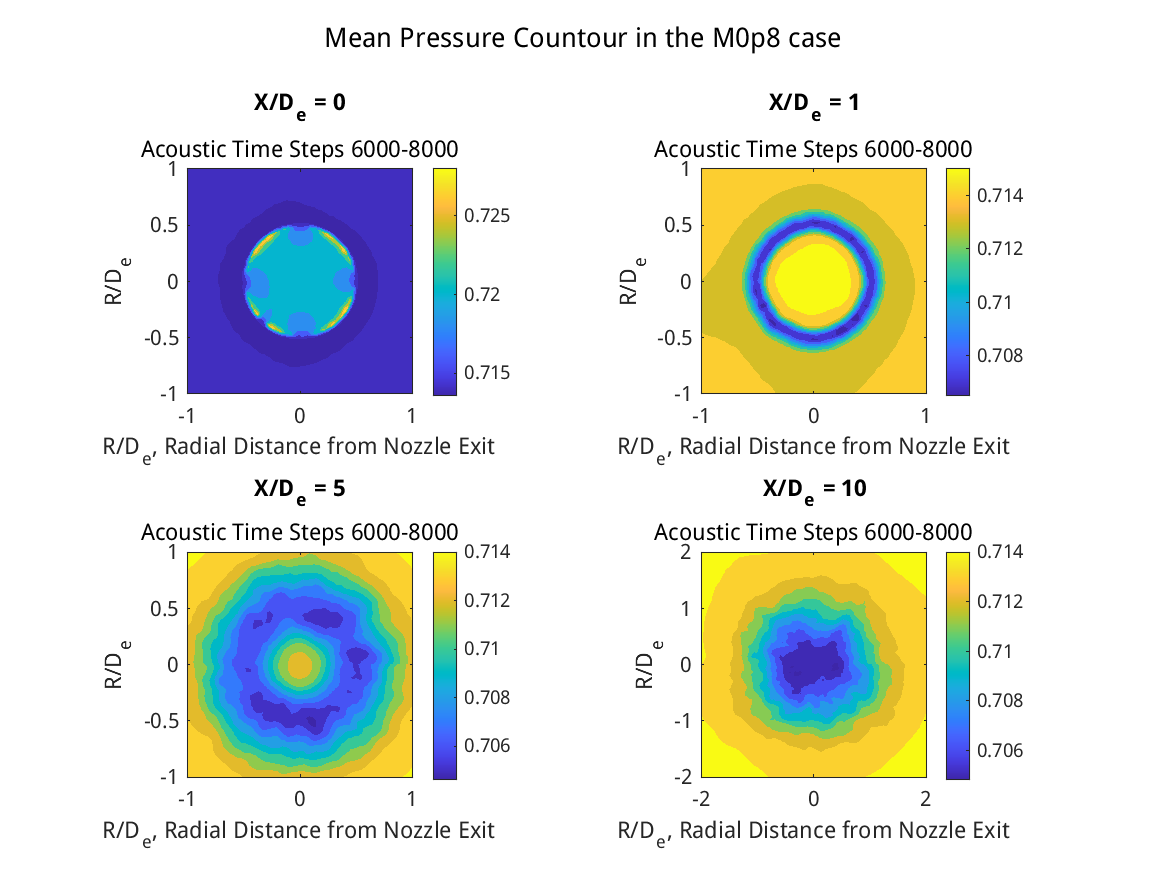 Mean Pressure Countour in the M0p8 case
X/De = 0
Acoustic Time Steps 6000-8000
1
0.5
0
-0.5
-1
R/De
-1 0 1
R/De, Radial Distance from Nozzle Exit
0.725
0.72
0.715
X/De = 1
Acoustic Time Steps 6000-8000
1
0.5
0
-0.5
-1
R/De
-1 0 1
R/De, Radial Distance from Nozzle Exit
0.714
0.712
0.71
0.708
X/De = 5
Acoustic Time Steps 6000-8000
1
0.5
0
-0.5
-1
R/De
-1 0 1
R/De, Radial Distance from Nozzle Exit
0.714
0.712
0.71
0.708
0.706
X/De = 10
Acoustic Time Steps 6000-8000
2
1
0
-1
-2
R/De
-2 0 2
R/De, Radial Distance from Nozzle Exit
0.714
0.712
0.71
0.708
0.706